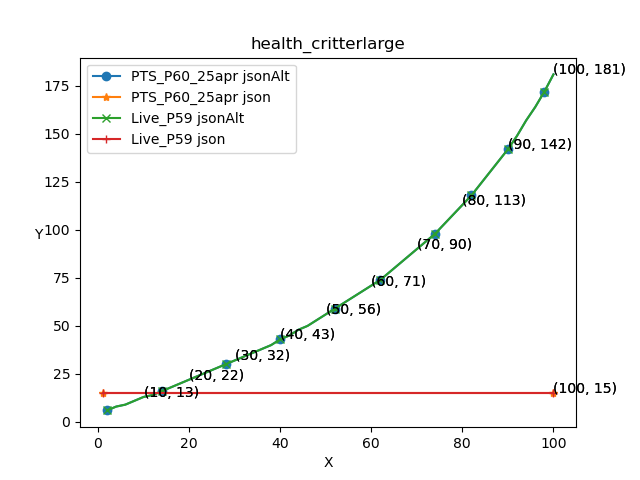 health_critterlarge
PTS_P60_25apr jsonAlt
PTS_P60_25apr json
Live_P59 jsonAlt
Live_P59 json
(100, 181)
175
150
(90, 142)
125
(80, 113)
Y
100
(70, 90)
75
(60, 71)
(50, 56)
50
(40, 43)
(30, 32)
25
(20, 22)
(10, 13)
(100, 15)
0
0 20 40 60 80 100
X